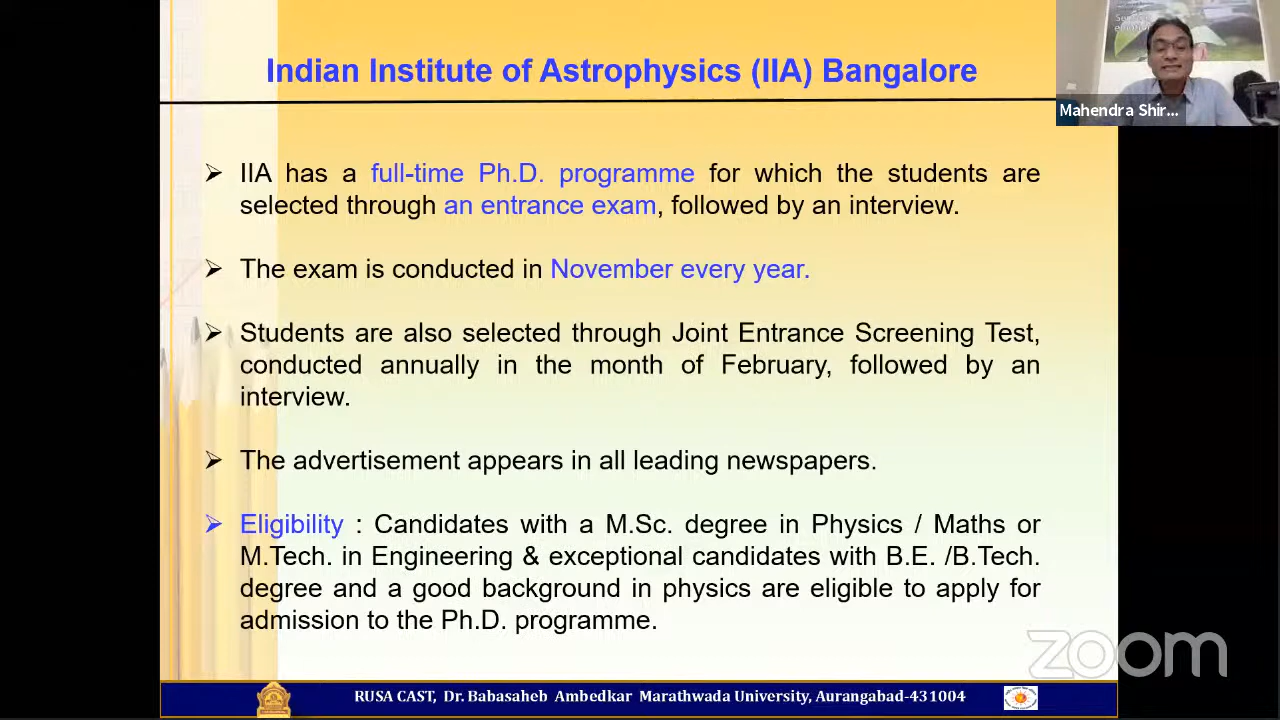 Indian Institute of Astrophysics (IIA) Bangalore
Mahendra Shir...
➢ IIA has a full-time Ph.D. programme for which the students are
selected through an entrance exam, followed by an interview.
➢ The exam is conducted in November every year.
➢ Students are also selected through Joint Entrance Screening Test,
conducted annually in the month of February, followed by an
interview.
➢ The advertisement appears in all leading newspapers.
➢ Eligibility : Candidates with a M.Sc. degree in Physics / Maths or
M.Tech. in Engineering & exceptional candidates with B.E. /B.Tech.
degree and a good background in physics are eligible to apply for
admission to the Ph.D. programme.
zoom
RUSA CAST, Dr. Babasaheb Ambedkar Marathwada University, Aurangabad-431004